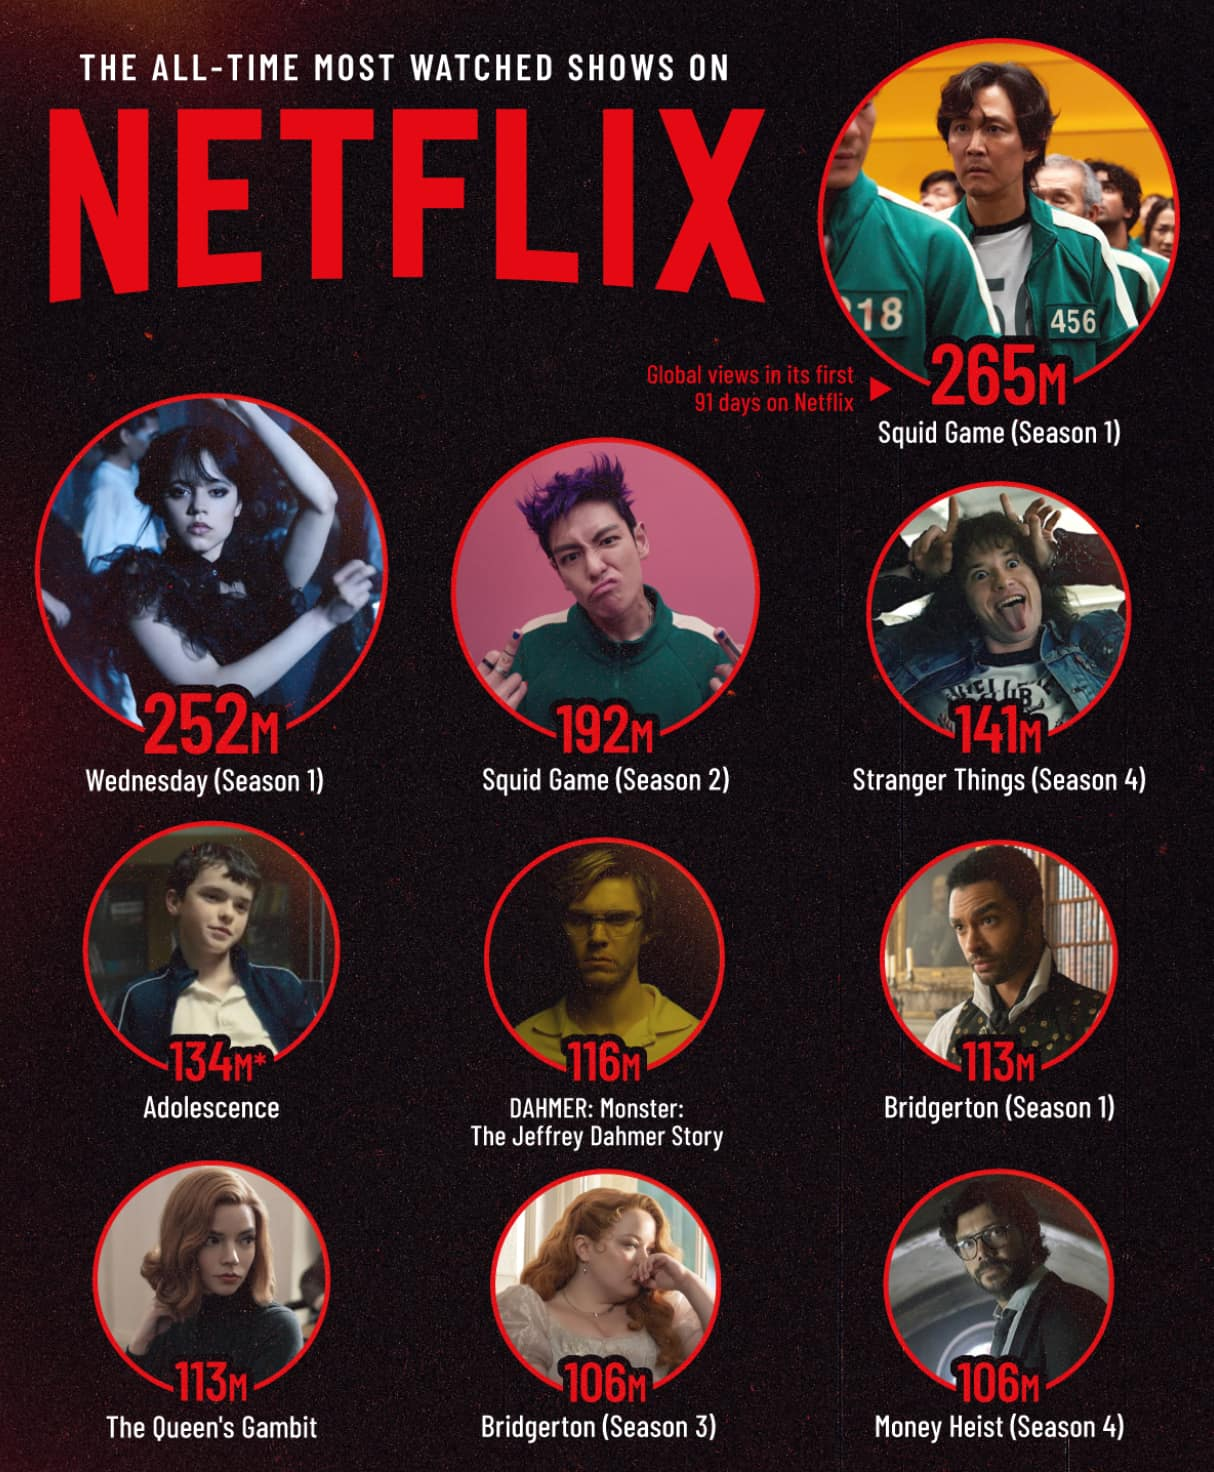 THE ALL-TIME MOST WATCHED SHOWS ON
NETFLIX
18
456
Global views in its first
91 days on Netflix
265M
Squid Game (Season 1)
252M
Wednesday (Season 1)
192M
Squid Game (Season 2)
141M
Stranger Things (Season 4)
134M*
Adolescence
116M
DAHMER: Monster:
The Jeffrey Dahmer Story
113M
Bridgerton (Season 1)
113M
The Queen's Gambit
106M
Bridgerton (Season 3)
106M
Money Heist (Season 4)